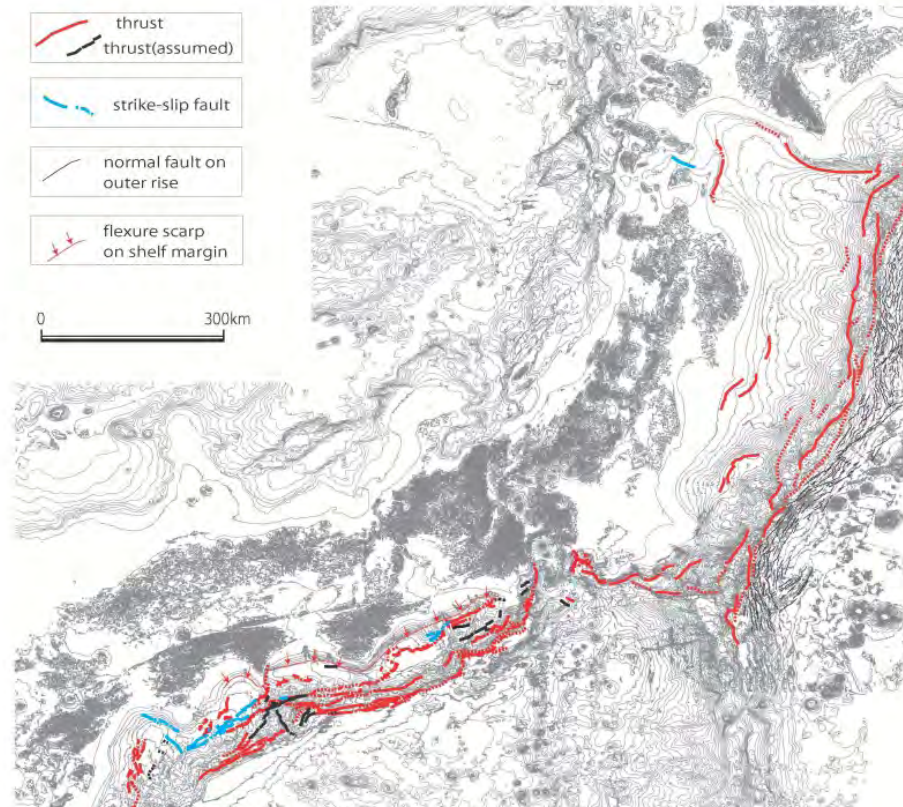 thrust
thrust(assumed)
strike-slip fault
normal fault on
outer rise
flexure scarp
on shelf margin
0 300km